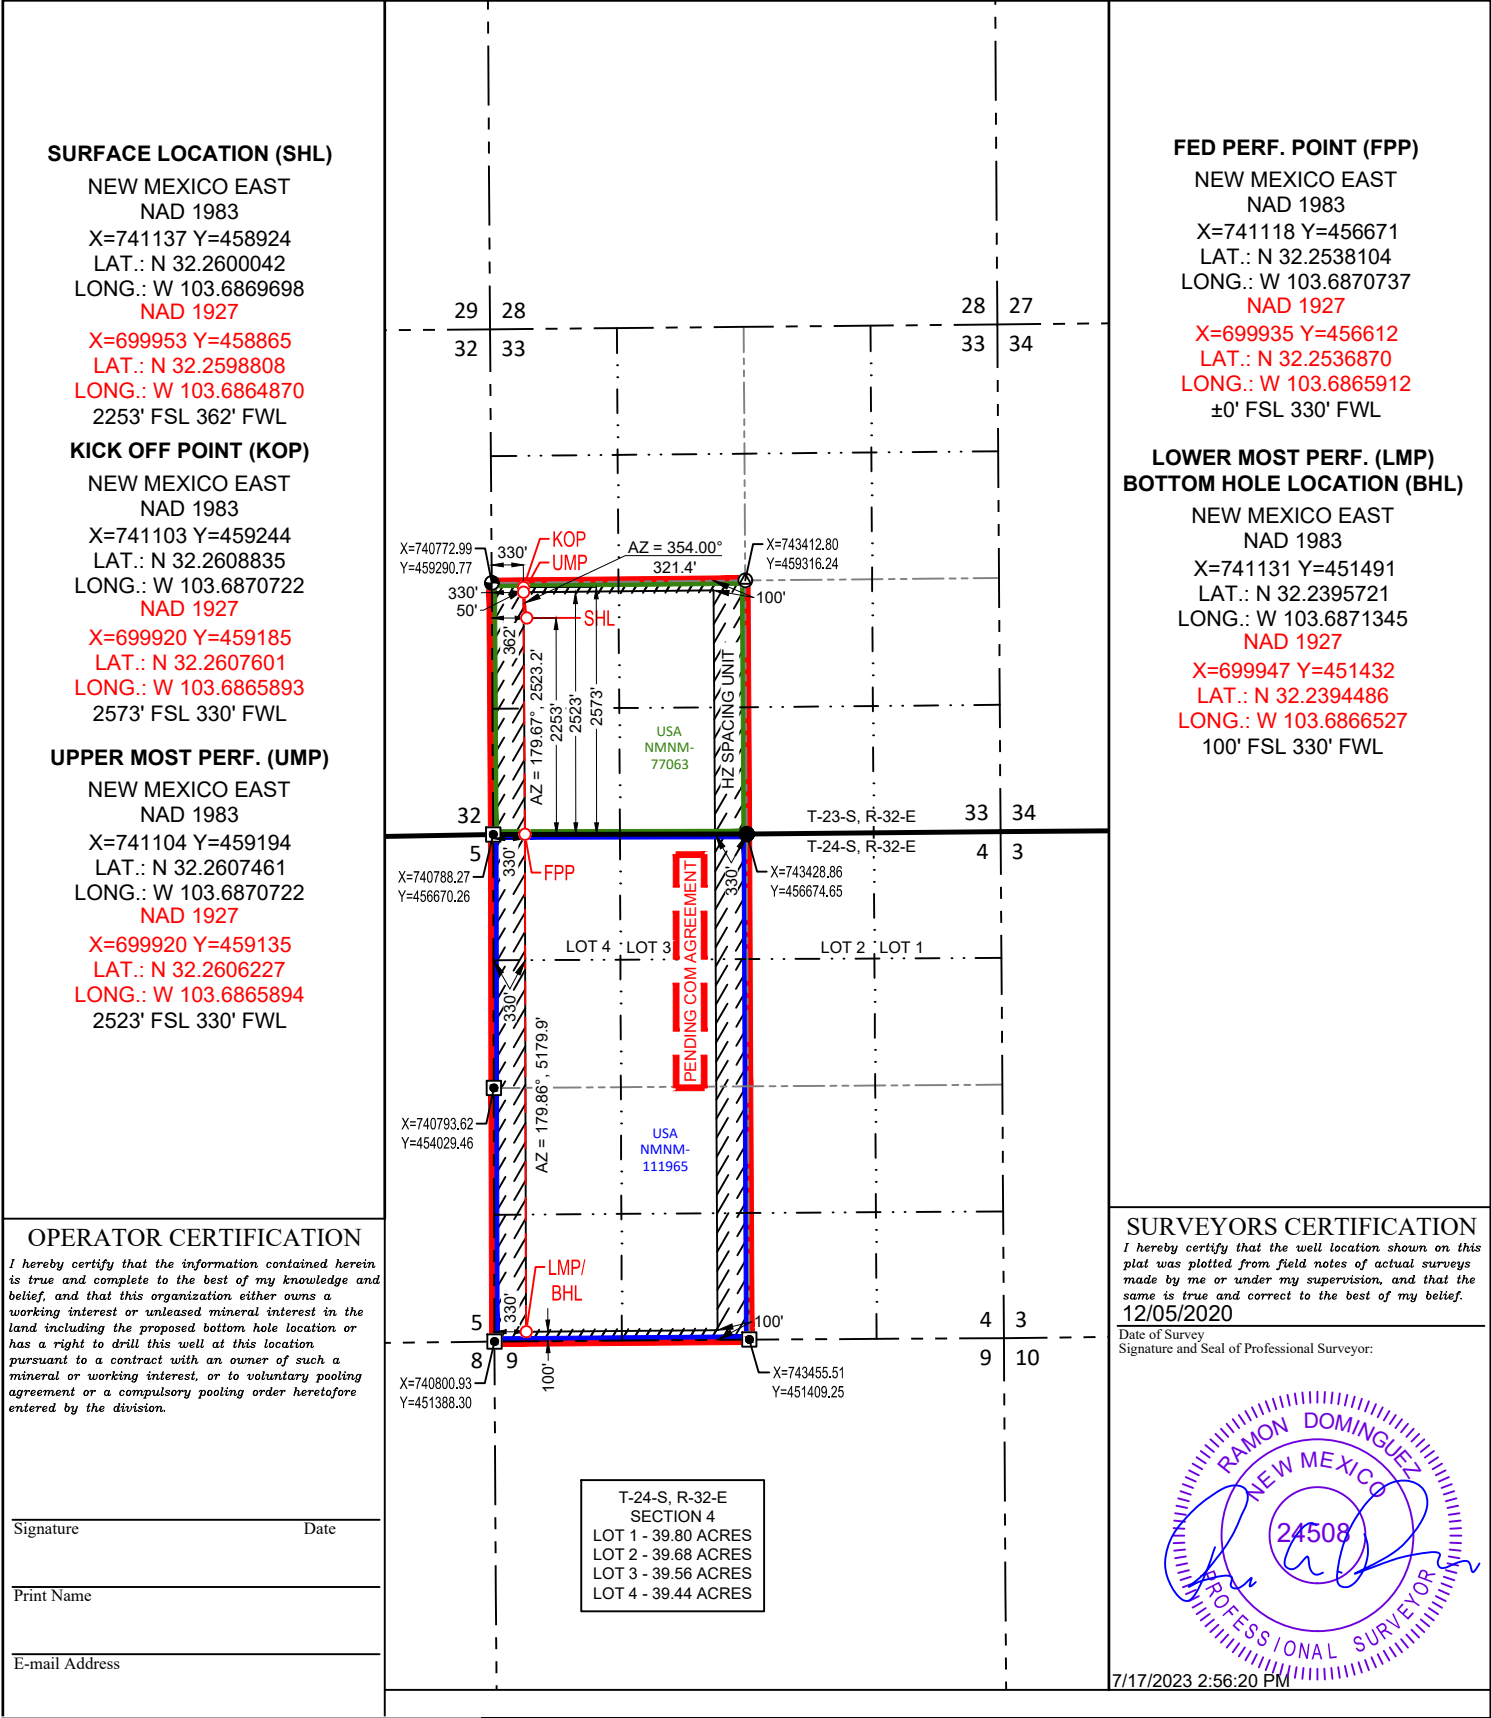 SURFACE LOCATION (SHL)
NEW MEXICO EAST
NAD 1983
X=741137 Y=458924
LAT.: N 32.2600042
LONG.: W 103.6869698
NAD 1927
X=699953 Y=458865
LAT.: N 32.2598808
LONG.: W 103.6864870
2253' FSL 362' FWL
KICK OFF POINT (KOP)
NEW MEXICO EAST
NAD 1983
X=741103 Y=459244
LAT.: N 32.2608835
LONG.: W 103.6870722
NAD 1927
X=699920 Y=459185
LAT.: N 32.2607601
LONG.: W 103.6865893
2573' FSL 330' FWL
UPPER MOST PERF. (UMP)
NEW MEXICO EAST
NAD 1983
X=741104 Y=459194
LAT.: N 32.2607461
LONG.: W 103.6870722
NAD 1927
X=699920 Y=459135
LAT.: N 32.2606227
LONG.: W 103.6865894
2523' FSL 330' FWL
OPERATOR CERTIFICATION
I hereby certify that the information contained herein
is true and complete to the best of my knowledge and
belief, and that this organization either owns a
working interest or unleased mineral interest in the
land including the proposed bottom hole location or
has a right to drill this well at this location
pursuant to a contract with an owner of such a
mineral or working interest, or to voluntary pooling
agreement or a compulsory pooling order heretofore
entered by the division.
Signature Date
Print Name
E-mail Address
29 28
32 33
28 27
33 34
X=740772.99
Y=459290.77
330'
KOP
UMP
AZ = 354.00°
321.4'
X=743412.80
Y=459316.24
330'
50'
100'
SHL
362'
AZ = 179.67°, 2523.2'
2253'
2523'
2573'
USA
NMNM-
77063
HZ SPACING UNIT
32
5
33 34
T-23-S, R-32-E
T-24-S, R-32-E
4 3
X=740788.27
Y=456670.26
330'
FPP
330'
X=743428.86
Y=456674.65
PENDING COM AGREEMENT
LOT 4 LOT 3
LOT 2 LOT 1
330'
AZ = 179.86°, 5179.9'
X=740793.62
Y=454029.46
USA
NMNM-
111965
LMP/
BHL
330'
100'
5
8 9
4 3
9 10
100'
X=740800.93
Y=451388.30
X=743455.51
Y=451409.25
T-24-S, R-32-E
SECTION 4
LOT 1 - 39.80 ACRES
LOT 2 - 39.68 ACRES
LOT 3 - 39.56 ACRES
LOT 4 - 39.44 ACRES
FED PERF. POINT (FPP)
NEW MEXICO EAST
NAD 1983
X=741118 Y=456671
LAT.: N 32.2538104
LONG.: W 103.6870737
NAD 1927
X=699935 Y=456612
LAT.: N 32.2536870
LONG.: W 103.6865912
±0' FSL 330' FWL
LOWER MOST PERF. (LMP)
BOTTOM HOLE LOCATION (BHL)
NEW MEXICO EAST
NAD 1983
X=741131 Y=451491
LAT.: N 32.2395721
LONG.: W 103.6871345
NAD 1927
X=699947 Y=451432
LAT.: N 32.2394486
LONG.: W 103.6866527
100' FSL 330' FWL
SURVEYORS CERTIFICATION
I hereby certify that the well location shown on this
plat was plotted from field notes of actual surveys
made by me or under my supervision, and that the
same is true and correct to the best of my belief.
12/05/2020
Date of Survey
Signature and Seal of Professional Surveyor:
RAMON DOMINGUEZ
NEW MEXICO
24508
PROFESSIONAL SURVEYOR
7/17/2023 2:56:20 PM